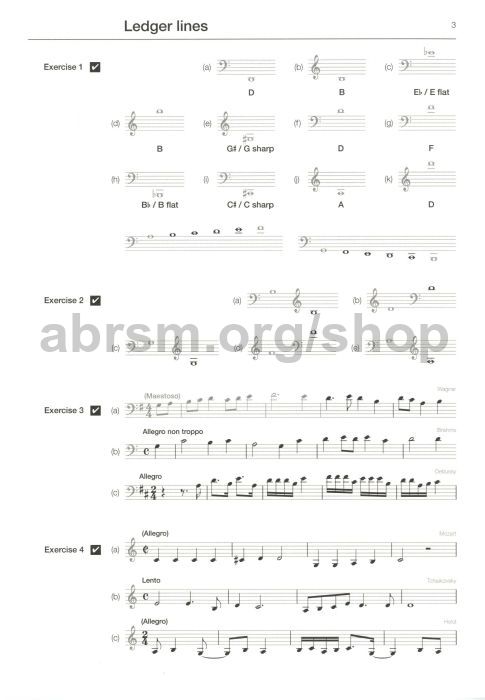 Ledger lines
3
Exercise 1
(a)
(b)
(c)
D
B
E♭ / E flat
(d)
(e)
(f)
(g)
B
G♯ / G sharp
D
F
(h)
(i)
(j)
(k)
B♭ / B flat
C♯ / C sharp
A
D
Exercise 2
(a)
(b)
abrsm.org/shop
(c)
(d)
(e)
Wagner
(Maestoso)
Exercise 3
(a)
Allegro non troppo
Brahms
(b)
Allegro
Debussy
(c)
(Allegro)
Mozart
Exercise 4
(a)
Lento
Tchaikovsky
(b)
(Allegro)
Holst
(c)